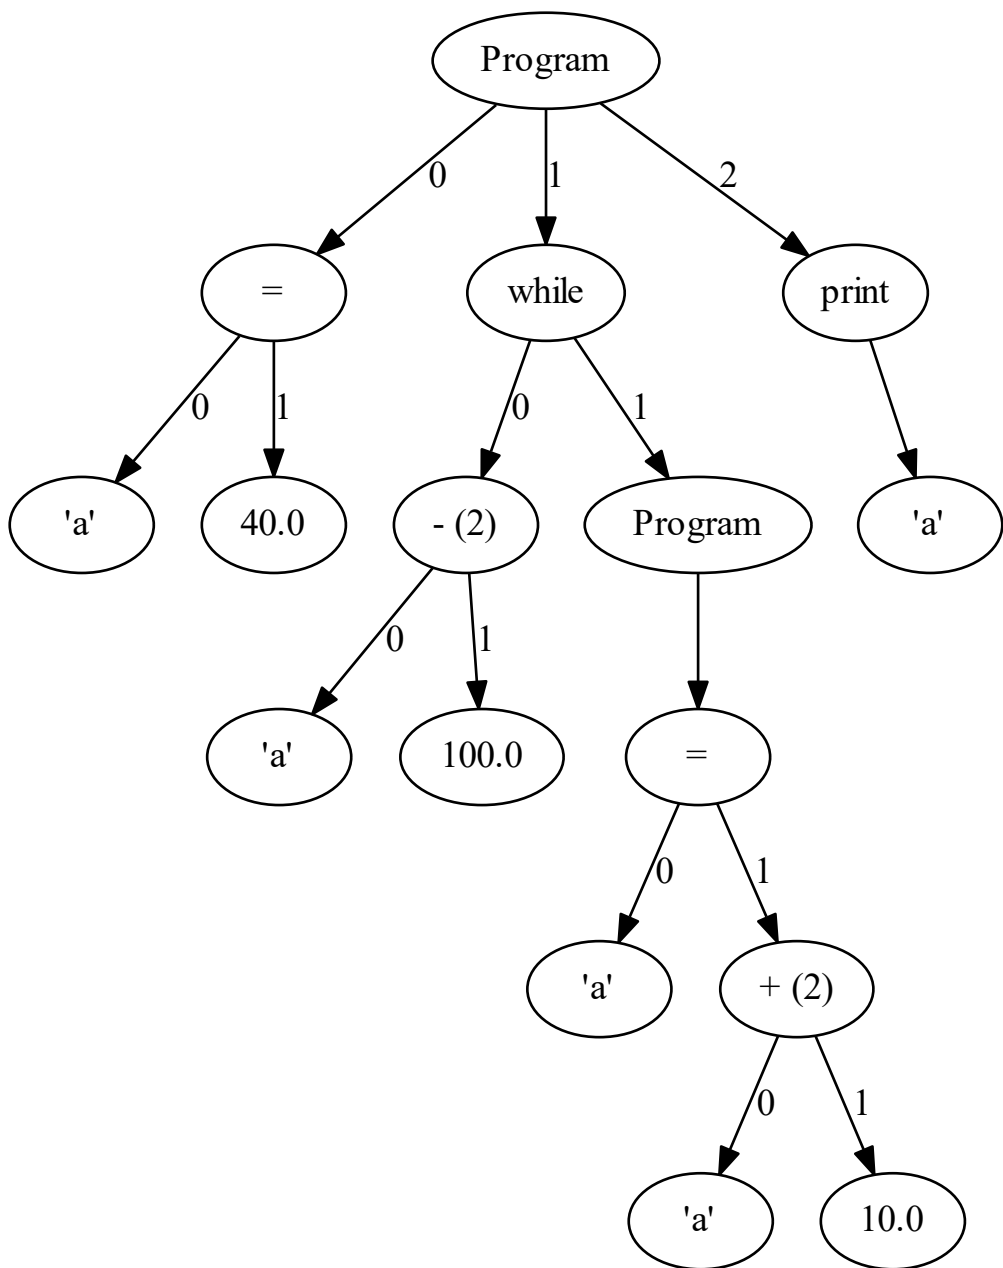 Program
0
1
2
=
while
print
0
1
0
1
'a'
40.0
- (2)
Program
'a'
0
1
'a'
100.0
=
0
1
'a'
+ (2)
0
1
'a'
10.0